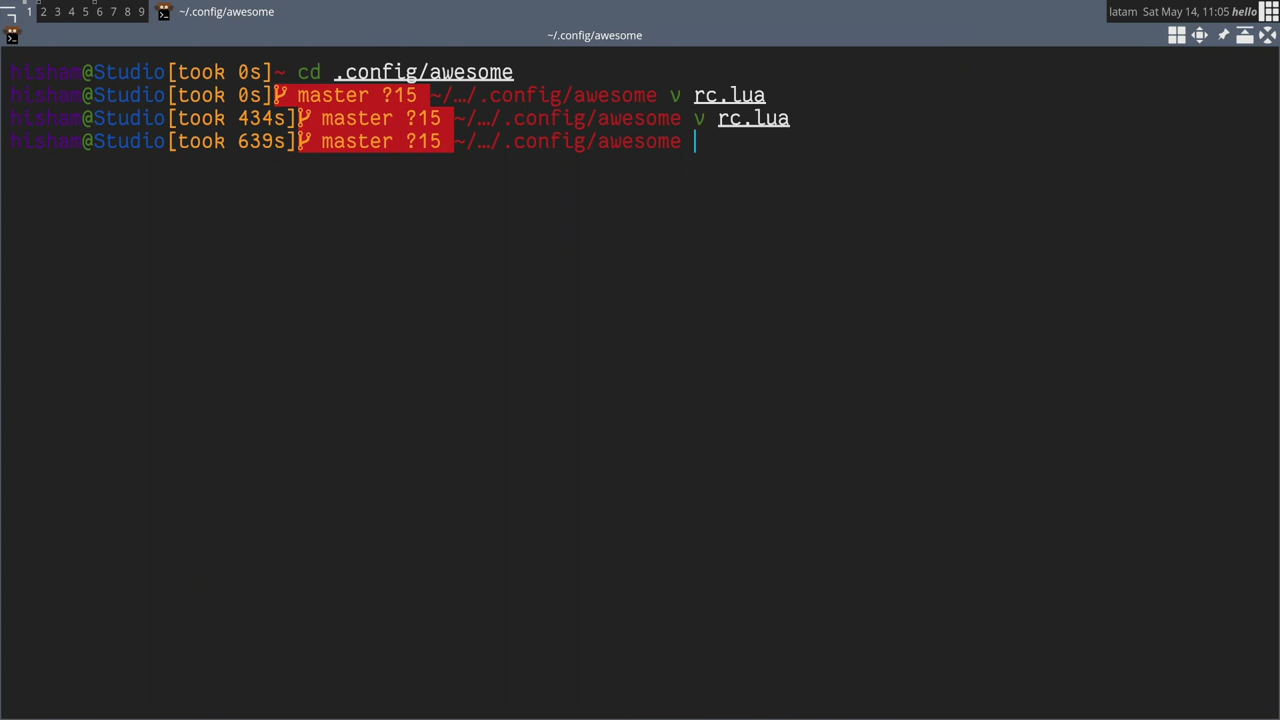 1 2 3 4 5 6 7 8 9 ~/.config/awesome latam Sat May 14, 11:05 hello
~/.config/awesome
hisham@Studio[took 0s]~ cd .config/awesome
hisham@Studio[took 0s] master ?15 ~/…/.config/awesome v rc.lua
hisham@Studio[took 434s] master ?15 ~/…/.config/awesome v rc.lua
hisham@Studio[took 639s] master ?15 ~/…/.config/awesome